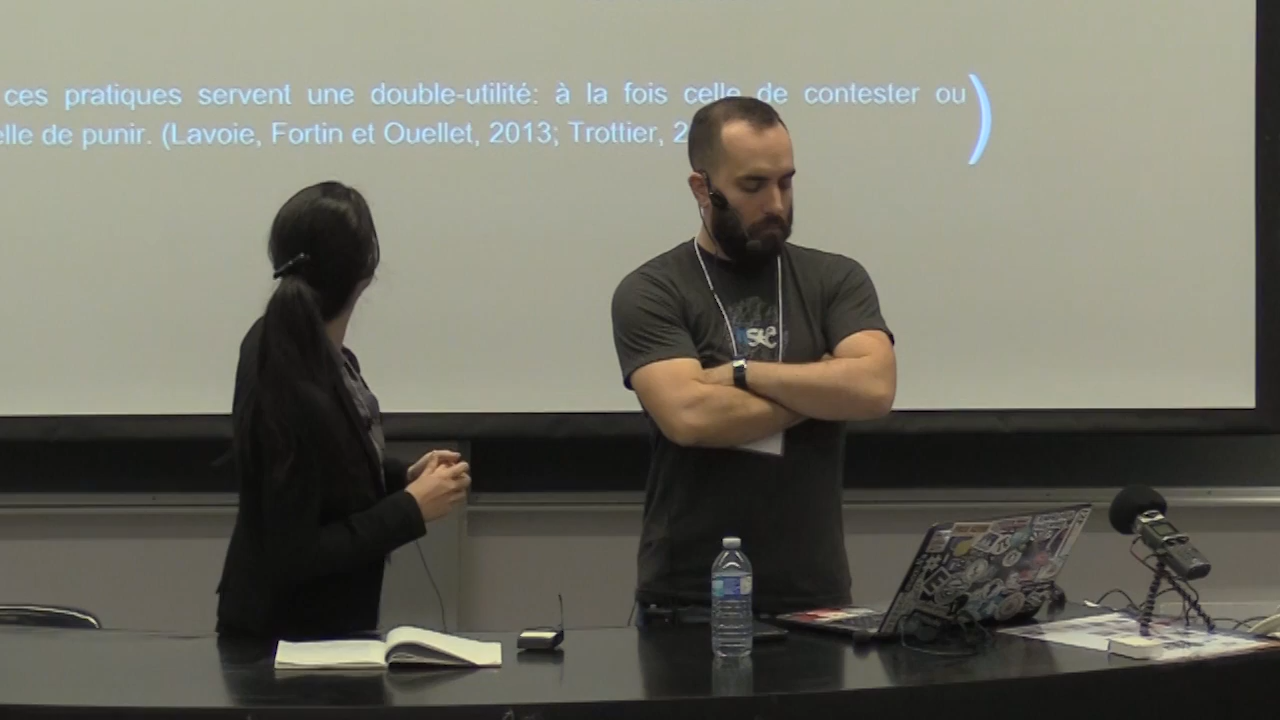 ces pratiques servent une double-utilité: à la fois celle de contester ou)
elle de punir. (Lavoie, Fortin et Ouellet, 2013; Trottier, 2